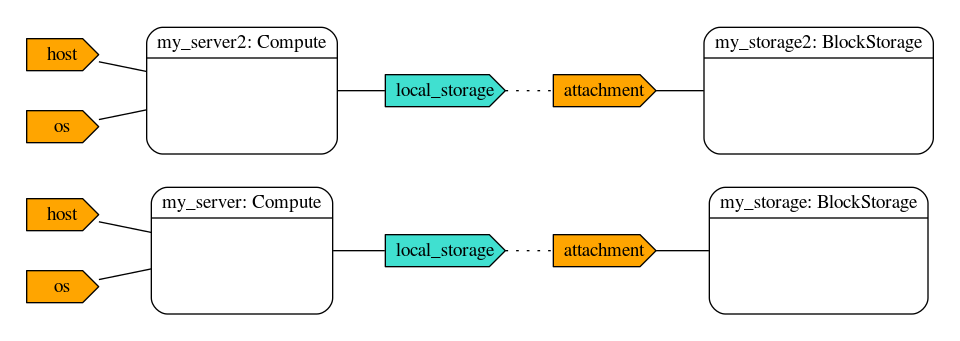 my_server2: Compute
my_storage2: BlockStorage
host
local_storage
attachment
os
my_server: Compute
my_storage: BlockStorage
host
local_storage
attachment
os